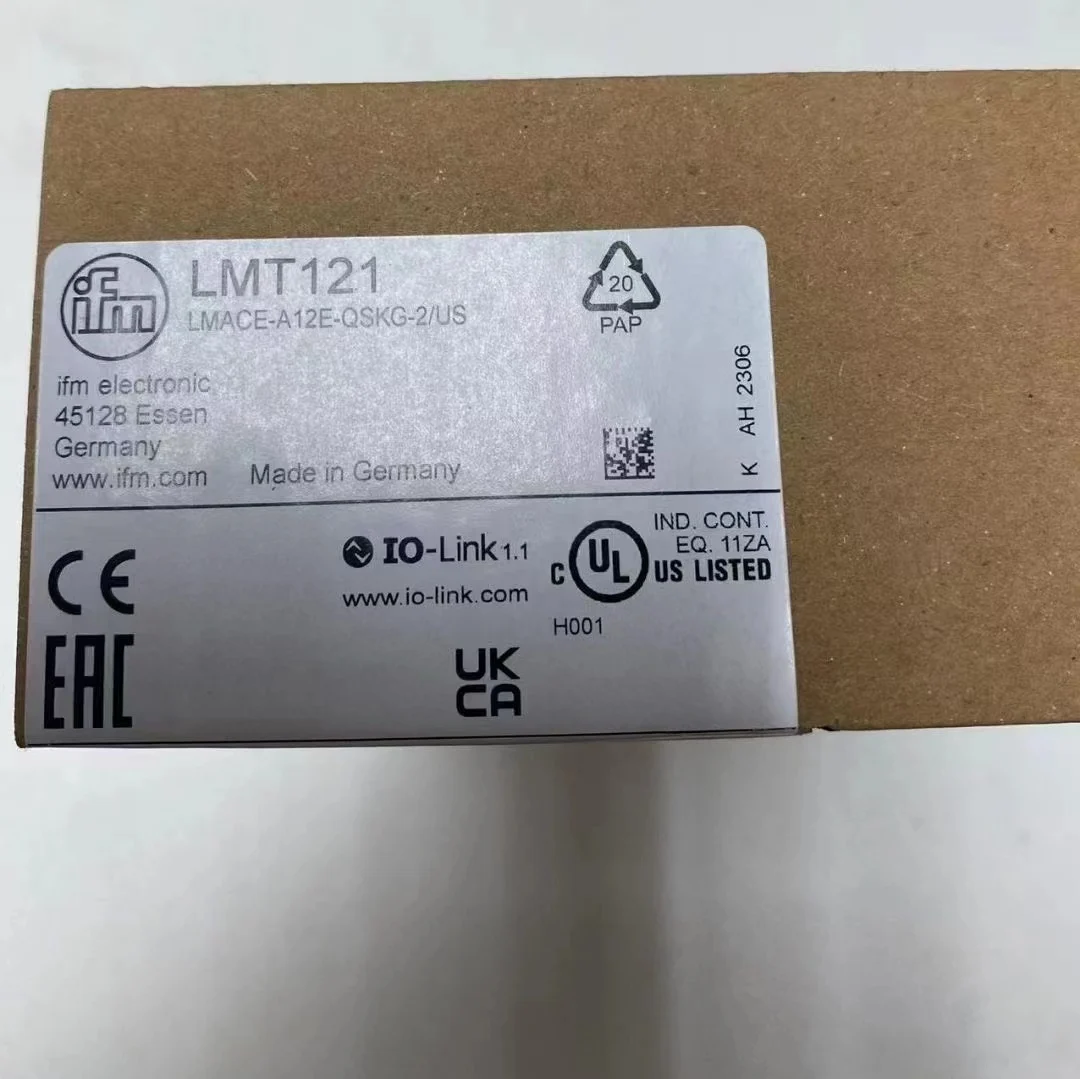 ifm
LMT121
LMACE-A12E-QSKG-2/US
20
PAP
ifm electronic
45128 Essen
Germany
www.ifm.com
Made in Germany
K AH 2306
CE
IO-Link 1.1
www.io-link.com
C UL US LISTED
IND. CONT.
EQ. 11ZA
H001
EAC
UK
CA